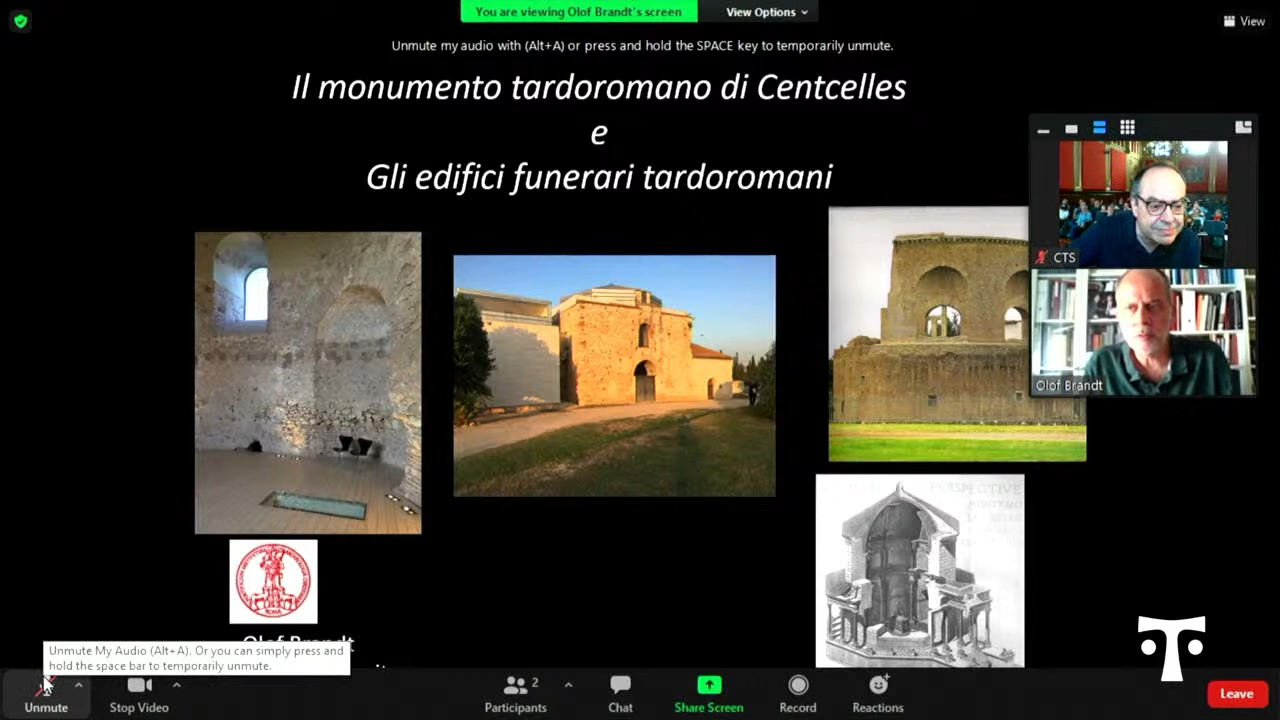 You are viewing Olof Brandt's screen
View Options
View
Unmute my audio with (Alt+A) or press and hold the SPACE key to temporarily unmute.
Il monumento tardoromano di Centcelles
e
Gli edifici funerari tardoromani
CTS
Olof Brandt
PERSPECTIVE
ROMA
Olof Brandt
Unmute My Audio (Alt+A). Or you can simply press and
hold the space bar to temporarily unmute.
Unmute
Stop Video
Participants
2
Chat
Share Screen
Record
Reactions
Leave